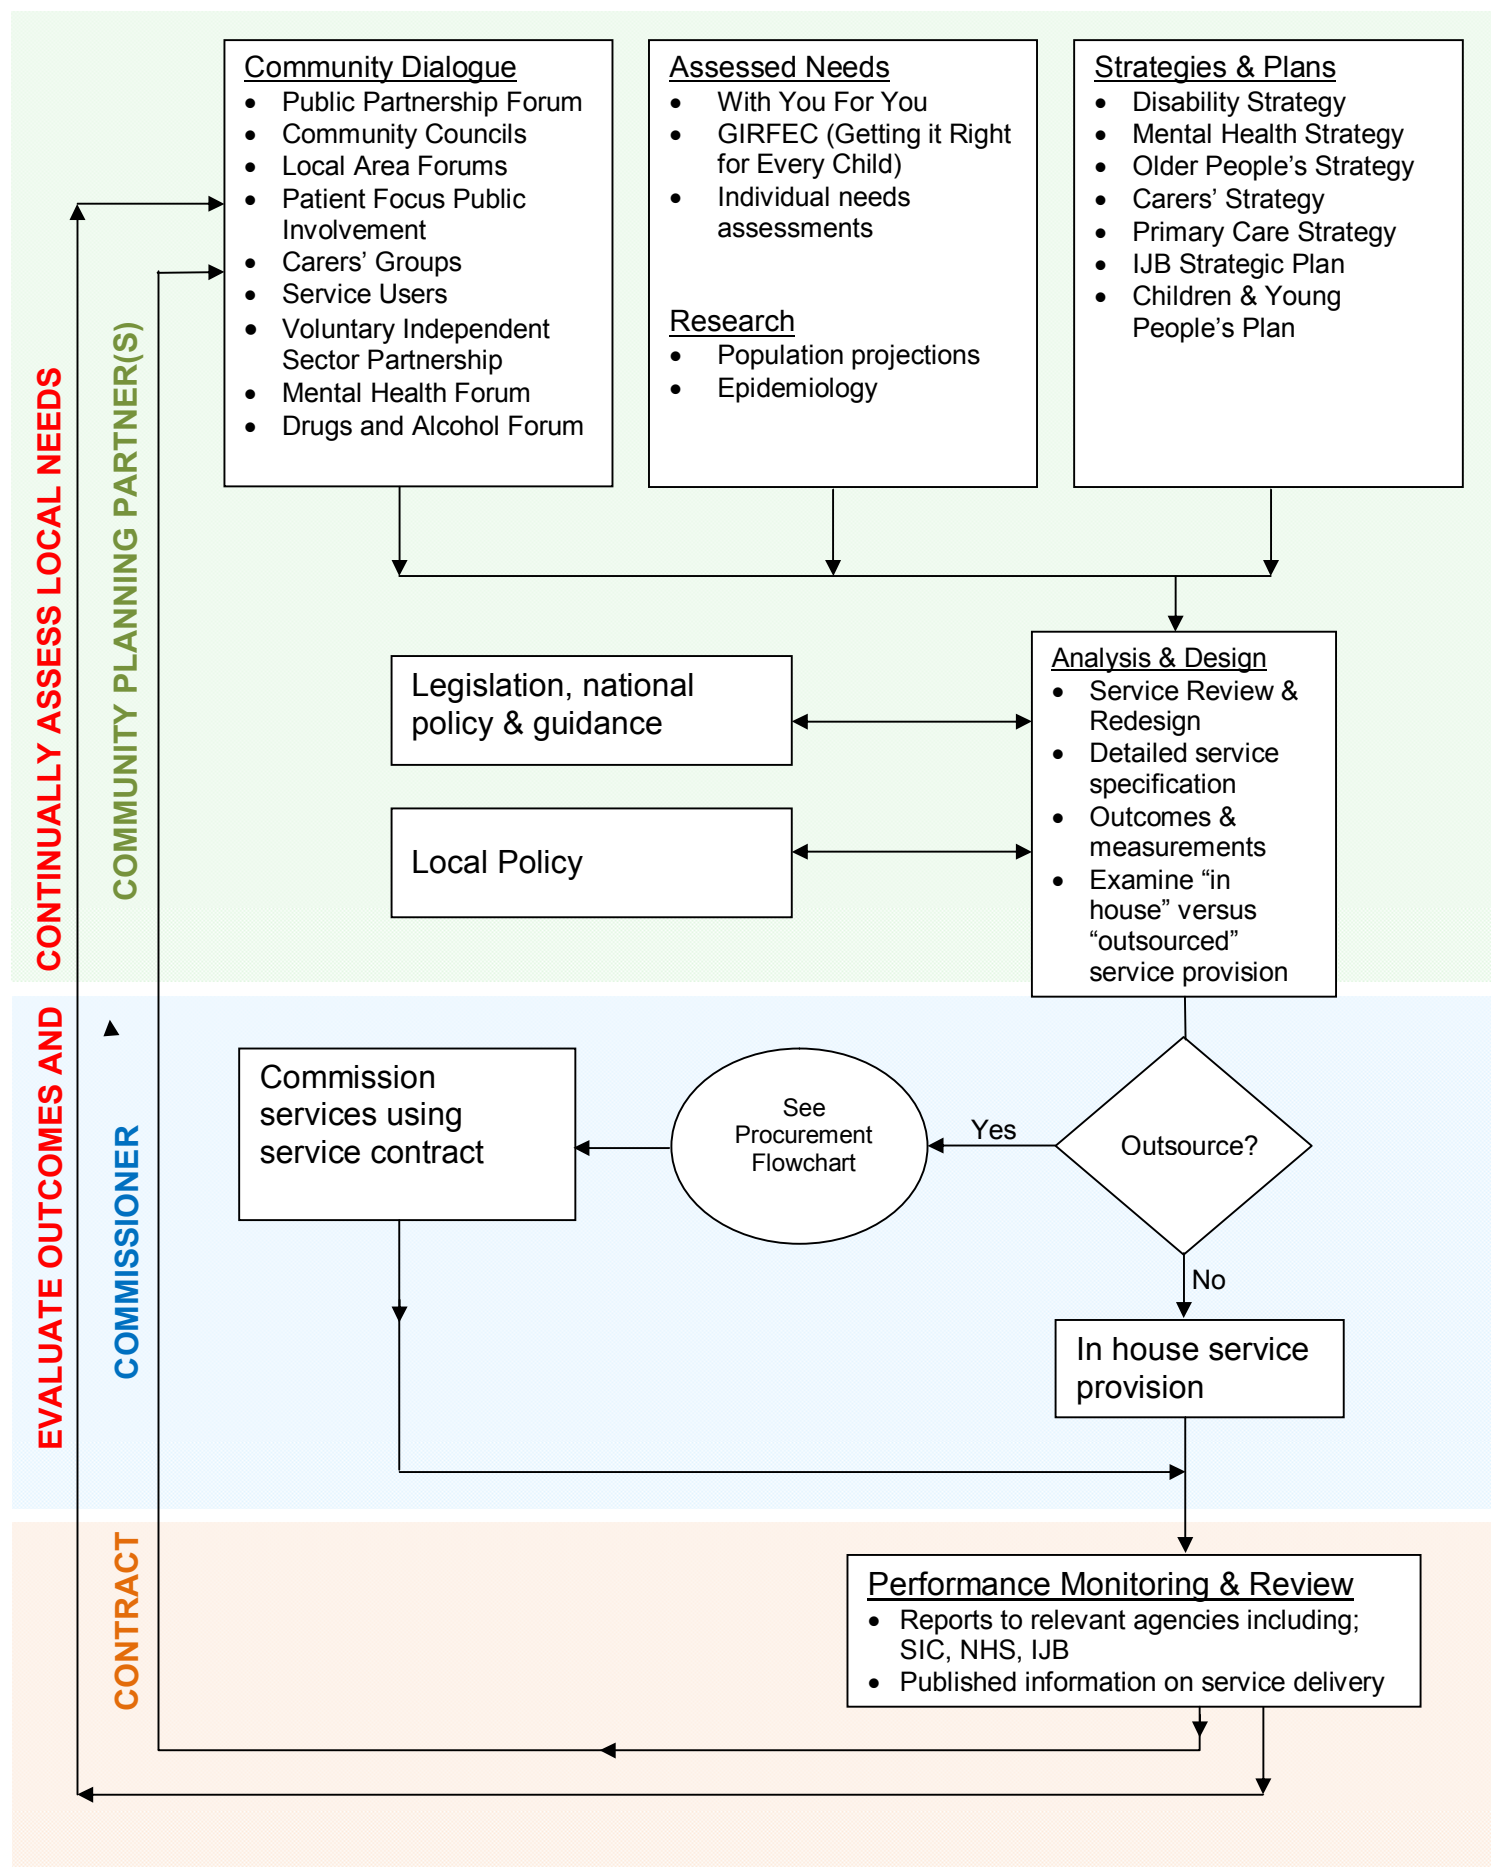 Community Dialogue
• Public Partnership Forum
• Community Councils
• Local Area Forums
• Patient Focus Public
Involvement
• Carers’ Groups
• Service Users
• Voluntary Independent
Sector Partnership
• Mental Health Forum
• Drugs and Alcohol Forum
Assessed Needs
• With You For You
• GIRFEC (Getting it Right
for Every Child)
• Individual needs
assessments
Research
• Population projections
• Epidemiology
Strategies & Plans
• Disability Strategy
• Mental Health Strategy
• Older People’s Strategy
• Carers’ Strategy
• Primary Care Strategy
• IJB Strategic Plan
• Children & Young
People’s Plan
EVALUATE OUTCOMES AND CONTINUALLY ASSESS LOCAL NEEDS
COMMUNITY PLANNING PARTNER(S)
Legislation, national
policy & guidance
Local Policy
Analysis & Design
• Service Review &
Redesign
• Detailed service
specification
• Outcomes &
measurements
• Examine “in
house” versus
“outsourced”
service provision
COMMISSIONER
Commission
services using
service contract
See
Procurement
Flowchart
Yes
Outsource?
No
In house service
provision
CONTRACT
Performance Monitoring & Review
• Reports to relevant agencies including;
SIC, NHS, IJB
• Published information on service delivery